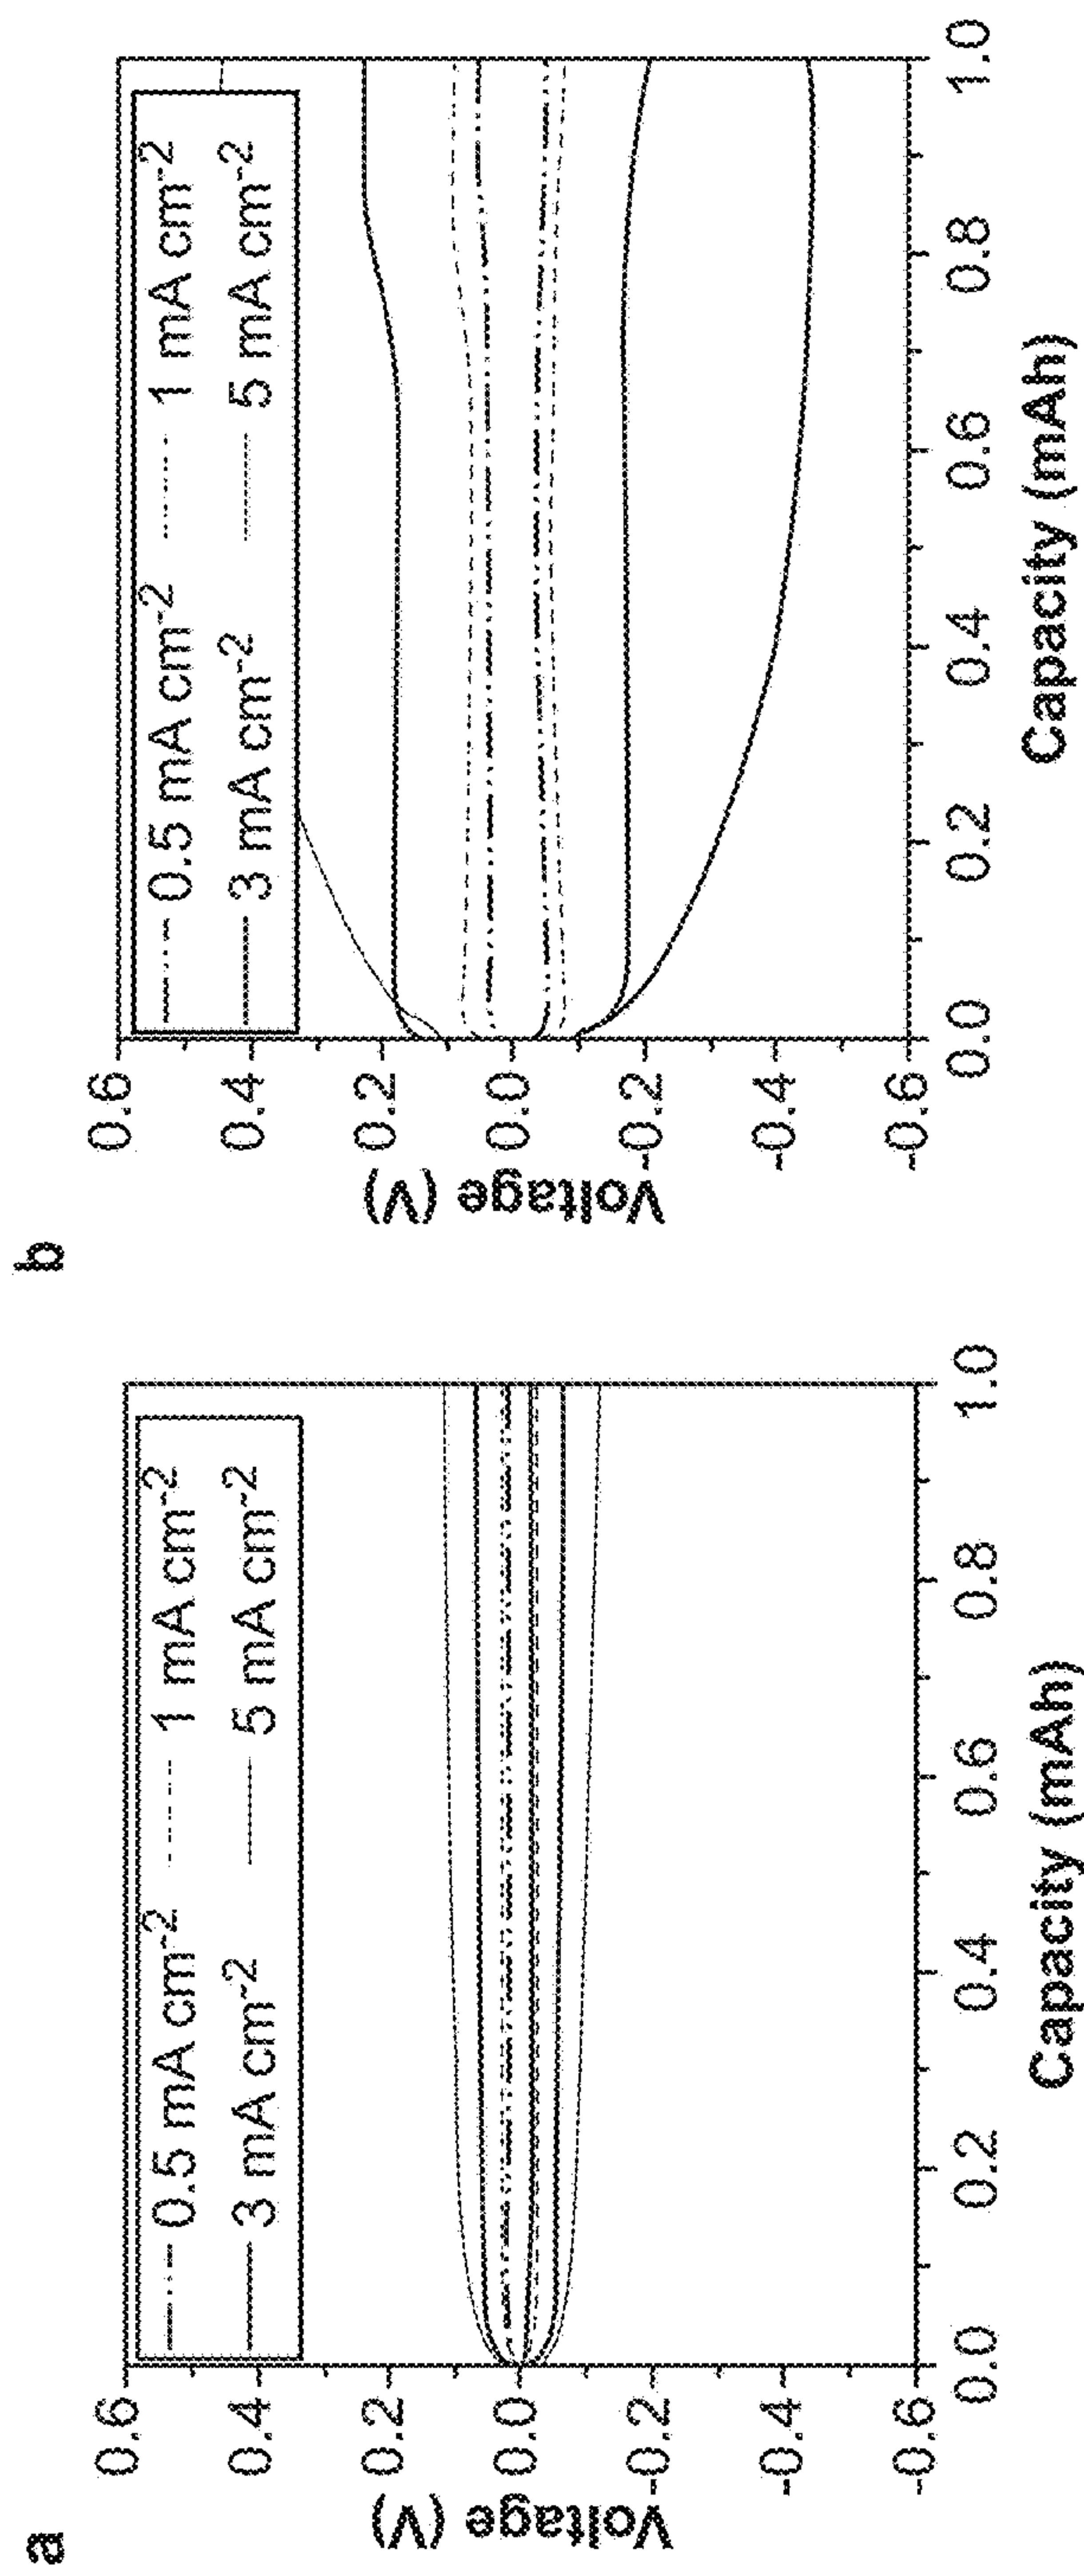 a
0.6
0.4
0.2
0.0
-0.2
-0.4
-0.6
Voltage (V)
0.5 mA cm-2 1 mA cm-2
3 mA cm-2 5 mA cm-2
0.0 0.2 0.4 0.6 0.8 1.0
Capacity (mAh)
b
0.6
0.4
0.2
0.0
-0.2
-0.4
-0.6
Voltage (V)
0.5 mA cm-2 1 mA cm-2
3 mA cm-2 5 mA cm-2
0.0 0.2 0.4 0.6 0.8 1.0
Capacity (mAh)